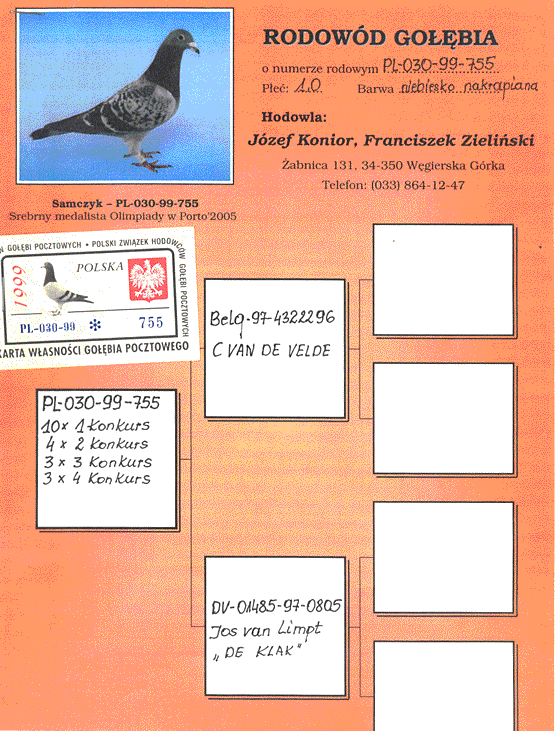 RODOWÓD GOŁĘBIA
o numerze rodowym PL-030-99-755
Płeć: 1.0. Barwa niebiesko nakrapiana
Hodowla:
Józef Konior, Franciszek Zieliński
Żabnica 131, 34-350 Węgierska Górka
Telefon: (033) 864-12-47
Samczyk – PL-030-99-755
Srebrny medalista Olimpiady w Porto'2005
W GOŁĘBI POCZTOWYCH • POLSKI ZWIĄZEK HODOWCÓW GOŁĘBI POCZTOWYCH
1999
POLSKA
PL-030-99 * 755
KARTA WŁASNOŚCI GOŁĘBIA POCZTOWEGO
Belg-97-4322296
C VAN DE VELDE
PL-030-99-755
10 x 1 konkurs
4 x 2 konkurs
3 x 3 Konkurs
3 x 4 Konkurs
DV-01485-97-0805
Jos van Limpt
„DE KLAK"